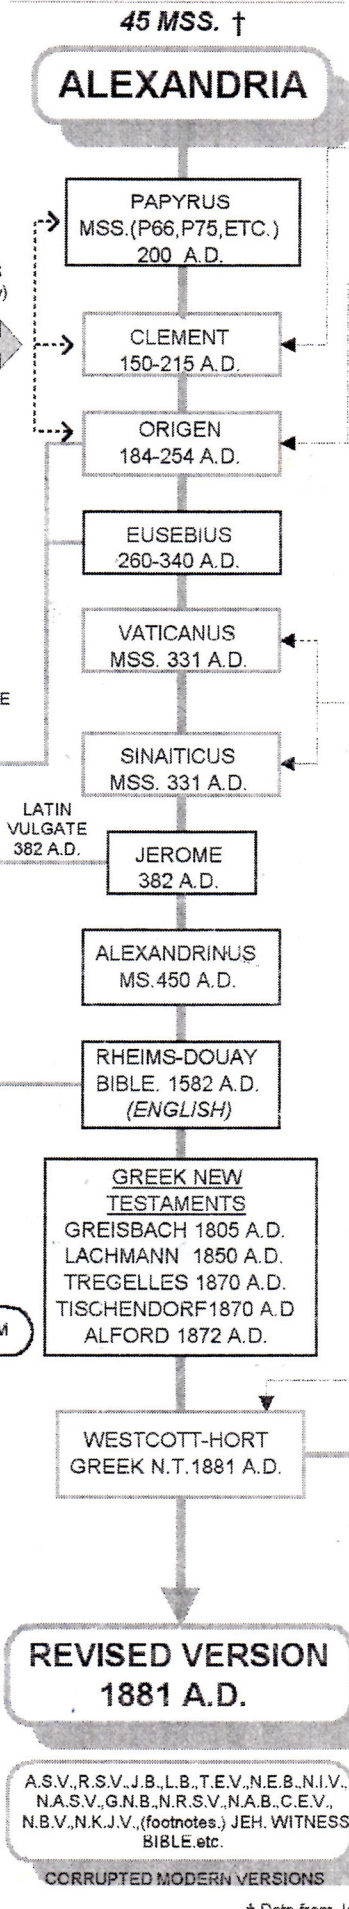 45 MSS. †
ALEXANDRIA
PAPYRUS
MSS.(P66,P75,ETC.)
200 A.D.
CLEMENT
150-215 A.D.
ORIGEN
184-254 A.D.
EUSEBIUS
260-340 A.D.
VATICANUS
MSS. 331 A.D.
E
SINAITICUS
MSS. 331 A.D.
LATIN
VULGATE
382 A.D.
JEROME
382 A.D.
ALEXANDRINUS
MS.450 A.D.
RHEIMS-DOUAY
BIBLE. 1582 A.D.
(ENGLISH)
GREEK NEW
TESTAMENTS
GREISBACH 1805 A.D.
LACHMANN 1850 A.D.
TREGELLES 1870 A.D.
TISCHENDORF1870 A.D
ALFORD 1872 A.D.
WESTCOTT-HORT
GREEK N.T.1881 A.D.
REVISED VERSION
1881 A.D.
A.S.V.,R.S.V.,J.B.,L.B.,T.E.V.,N.E.B.,N.I.V.,
N.A.S.V.,G.N.B.,N.R.S.V.,N.A.B.,C.E.V.,
N.B.V.,N.K.J.V.,(footnotes.) JEH. WITNESS
BIBLE.etc.
CORRUPTED MODERN VERSIONS